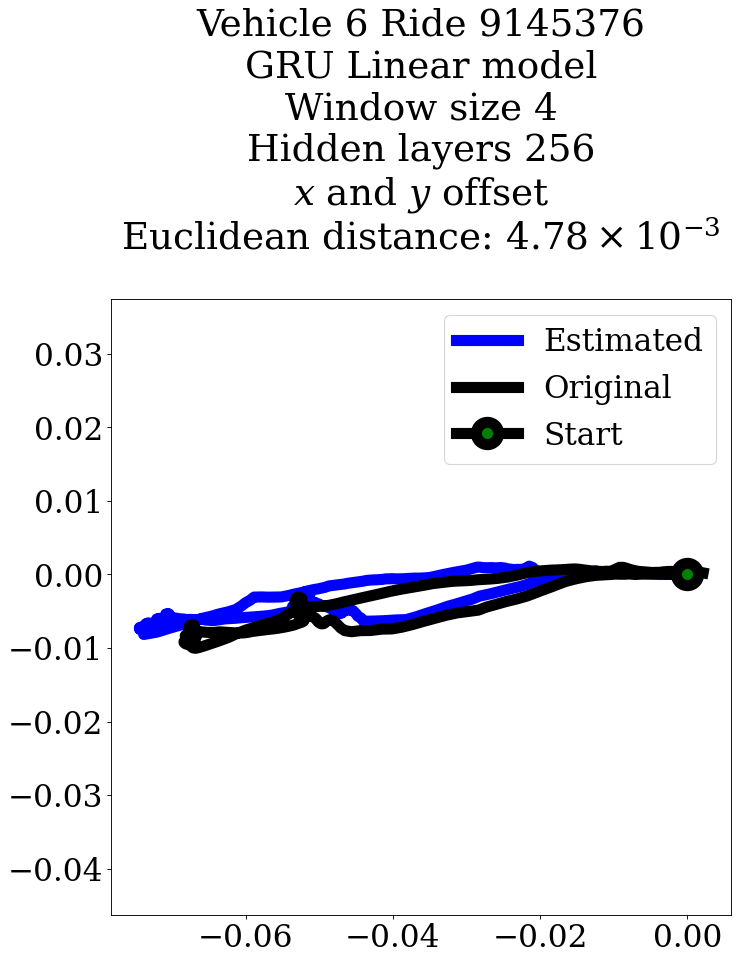 Vehicle 6 Ride 9145376
GRU Linear model
Window size 4
Hidden layers 256
x and y offset
Euclidean distance: 4.78 × 10⁻³
Estimated
Original
Start
0.03
0.02
0.01
0.00
−0.01
−0.02
−0.03
−0.04
−0.06 −0.04 −0.02 0.00